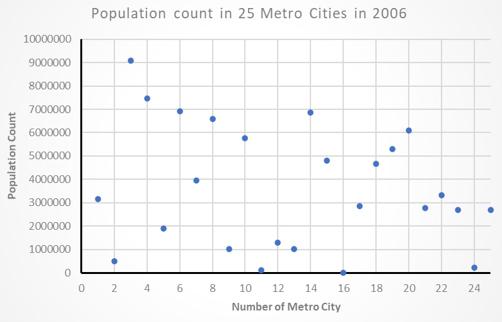 Population count in 25 Metro Cities in 2006
10000000
9000000
8000000
7000000
6000000
5000000
4000000
3000000
2000000
1000000
0
Population Count
0 2 4 6 8 10 12 14 16 18 20 22 24
Number of Metro City